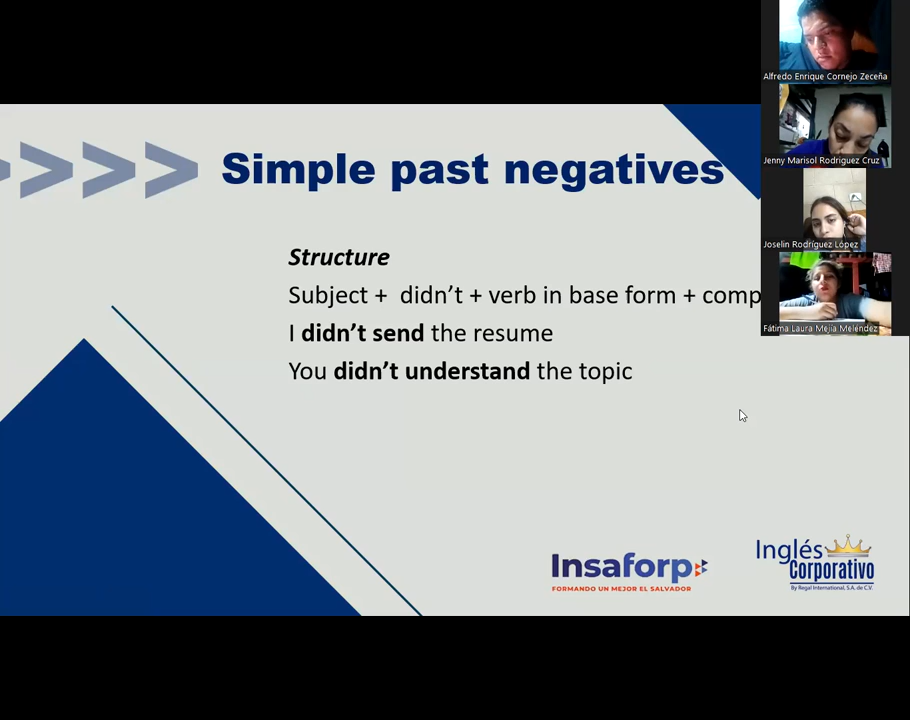 Simple past negatives
Structure
Subject + didn't + verb in base form + comp
I didn't send the resume
You didn't understand the topic
Alfredo Enrique Cornejo Zeceña
Jenny Marisol Rodriguez Cruz
Joselin Rodríguez López
Fátima Laura Mejía Meléndez
Insaforp
FORMANDO UN MEJOR EL SALVADOR
Inglés
Corporativo
By Regal International, S.A. de C.V.